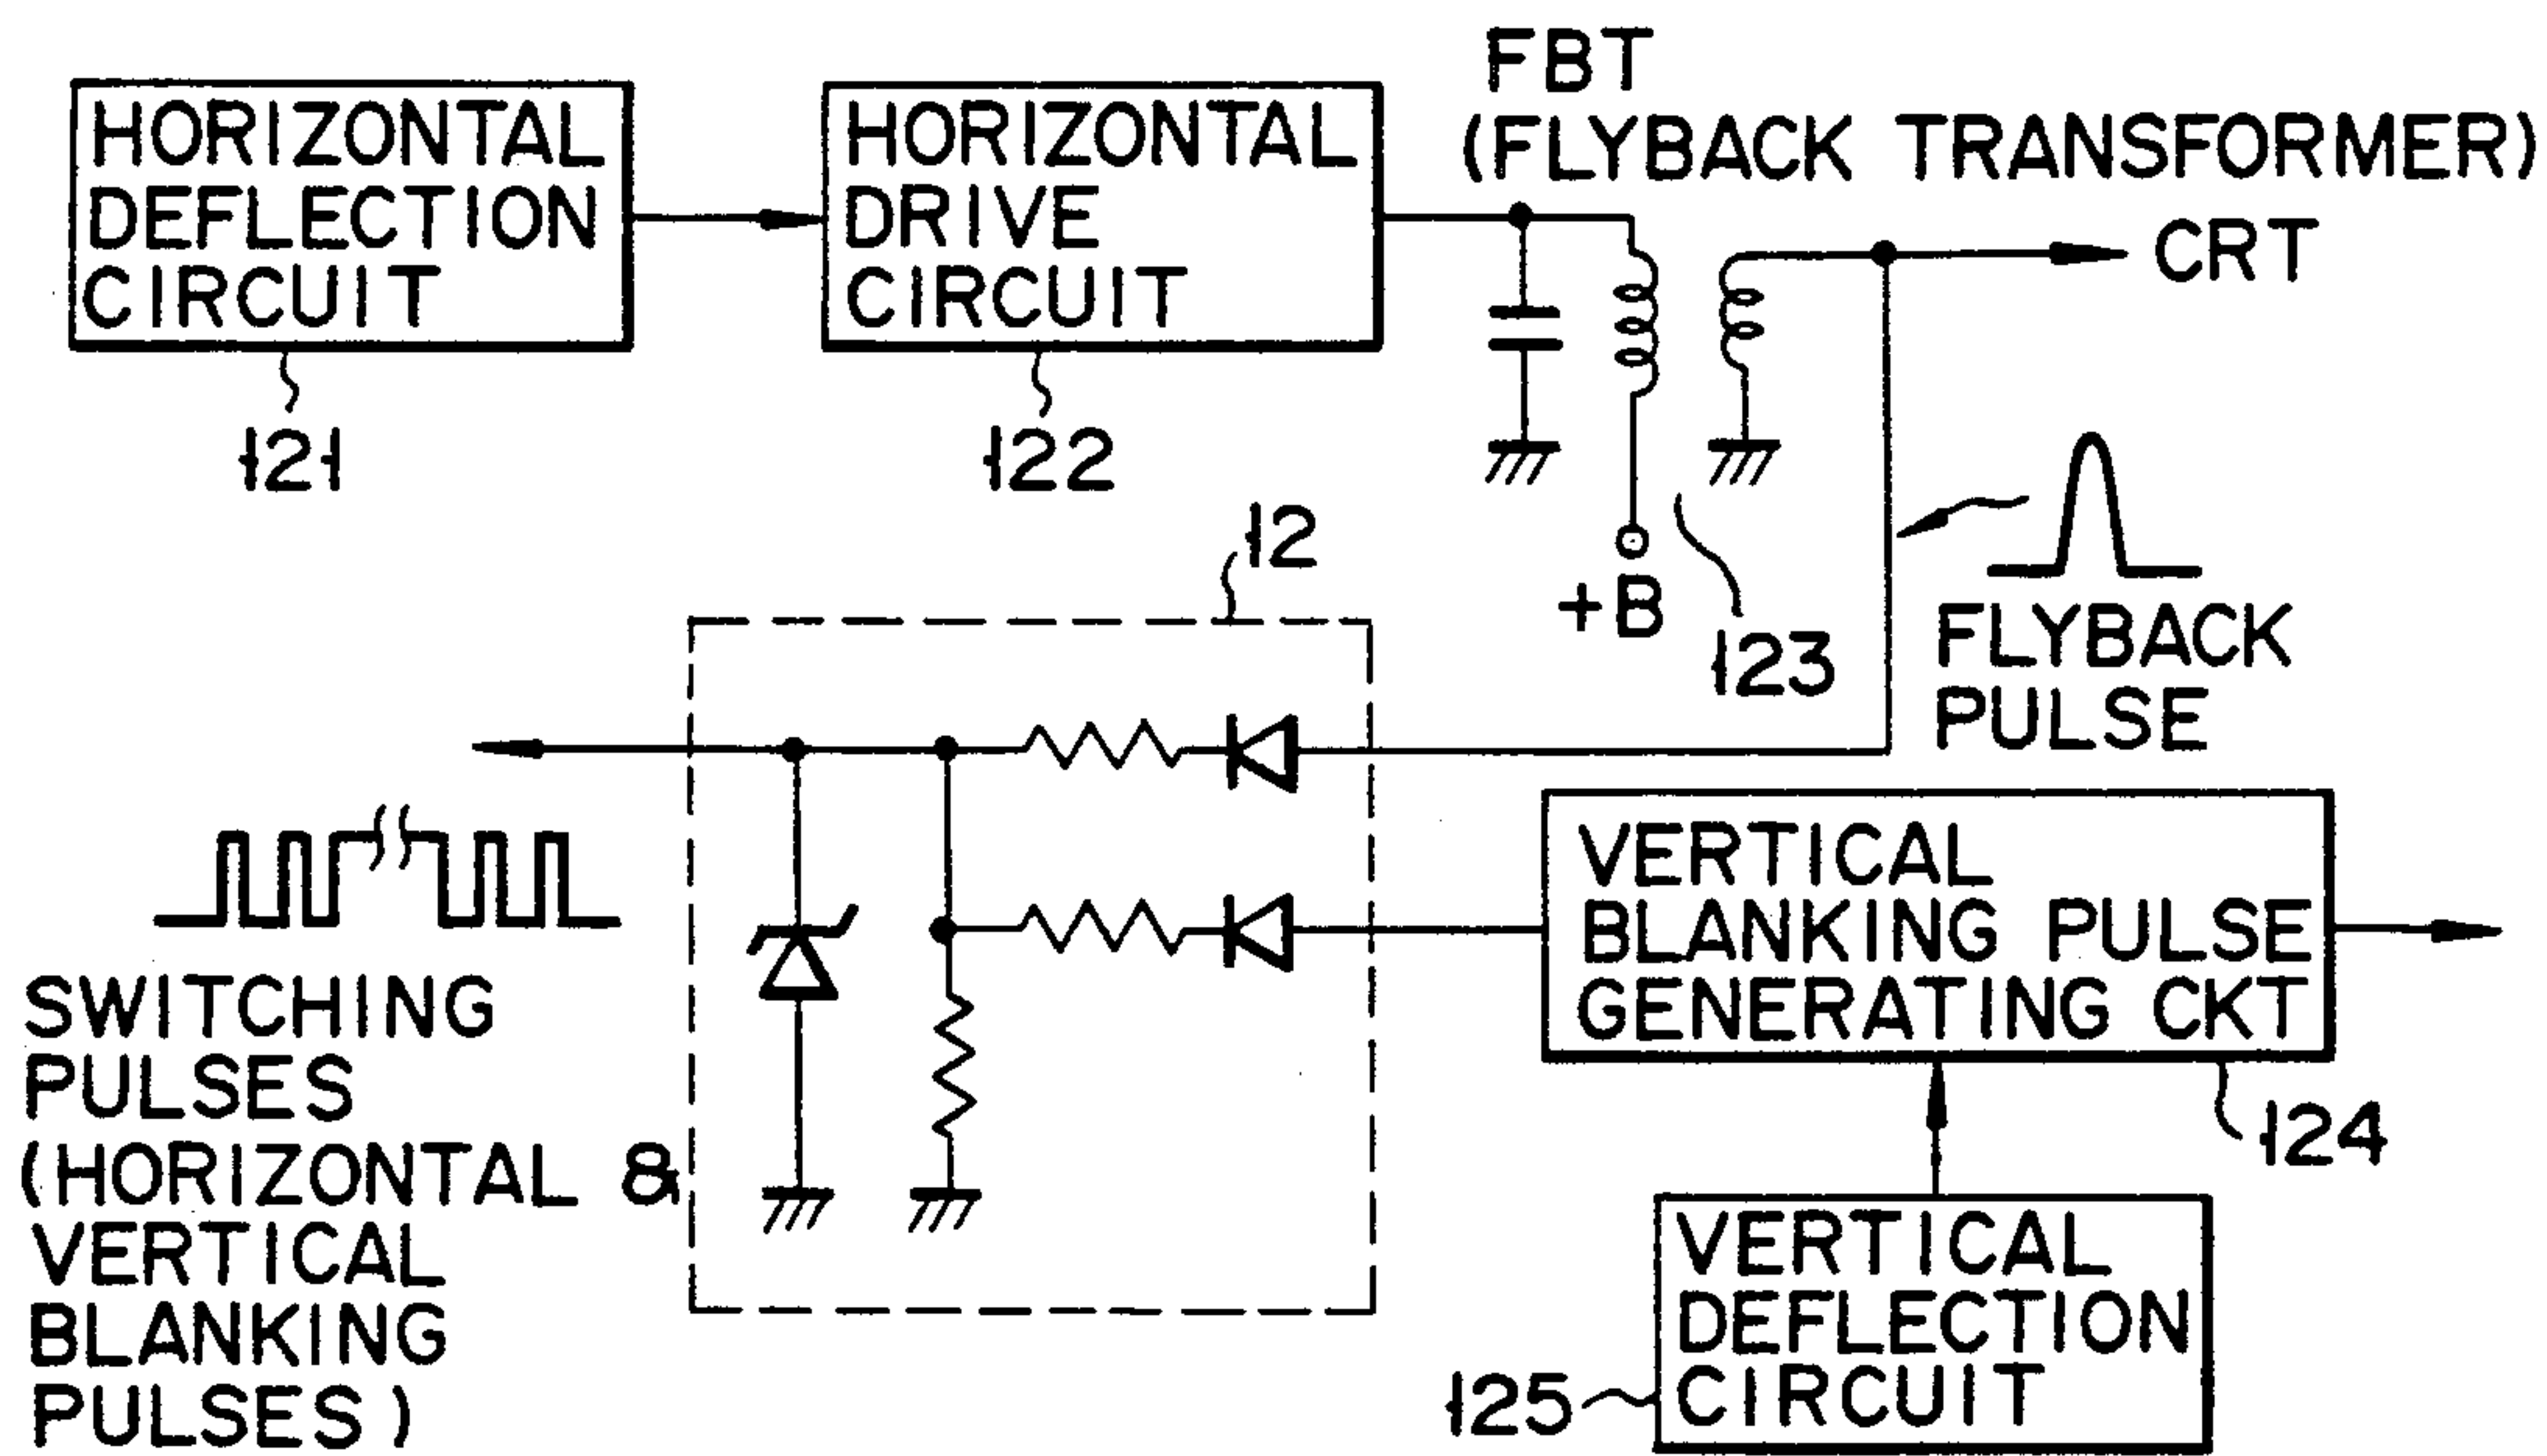 HORIZONTAL
DEFLECTION
CIRCUIT
121
HORIZONTAL
DRIVE
CIRCUIT
122
FBT
(FLYBACK TRANSFORMER)
CRT
+B
123
FLYBACK
PULSE
12
SWITCHING
PULSES
(HORIZONTAL &
VERTICAL
BLANKING
PULSES)
VERTICAL
BLANKING PULSE
GENERATING CKT
124
VERTICAL
DEFLECTION
CIRCUIT
125